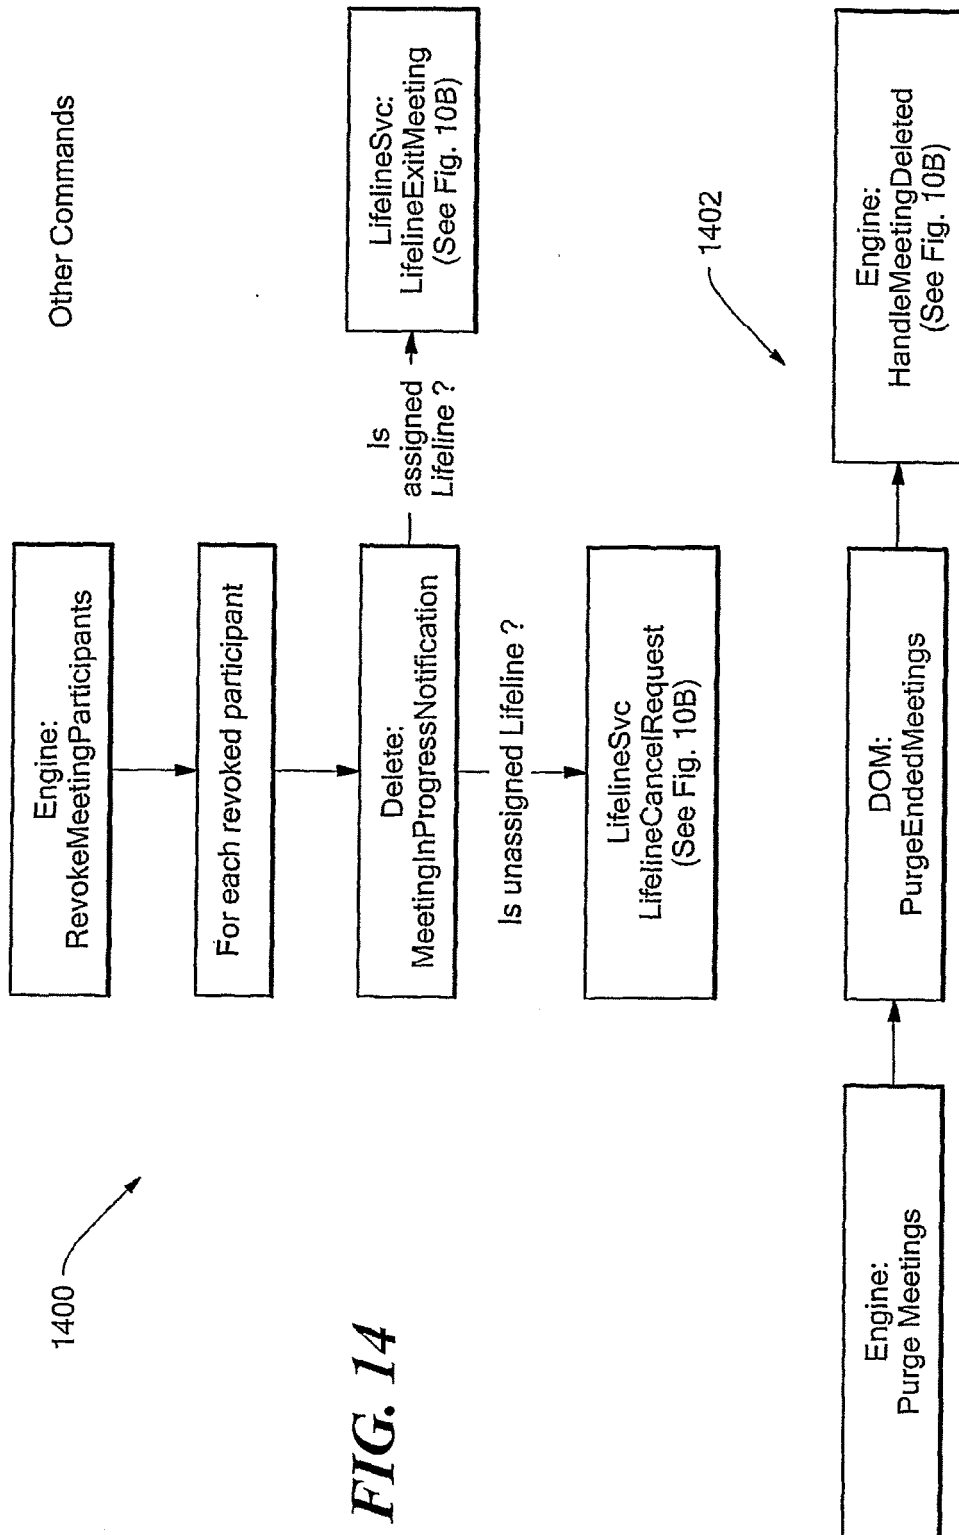 Other Commands
1400
Engine:
RevokeMeetingParticipants
For each revoked participant
Delete:
MeetingInProgressNotification
Is
assigned
Lifeline ?
LifelineSvc:
LifelineExitMeeting
(See Fig. 10B)
Is unassigned Lifeline ?
LifelineSvc
LifelineCancelRequest
(See Fig. 10B)
1402
Engine:
Purge Meetings
DOM:
PurgeEndedMeetings
Engine:
HandleMeetingDeleted
(See Fig. 10B)
FIG. 14